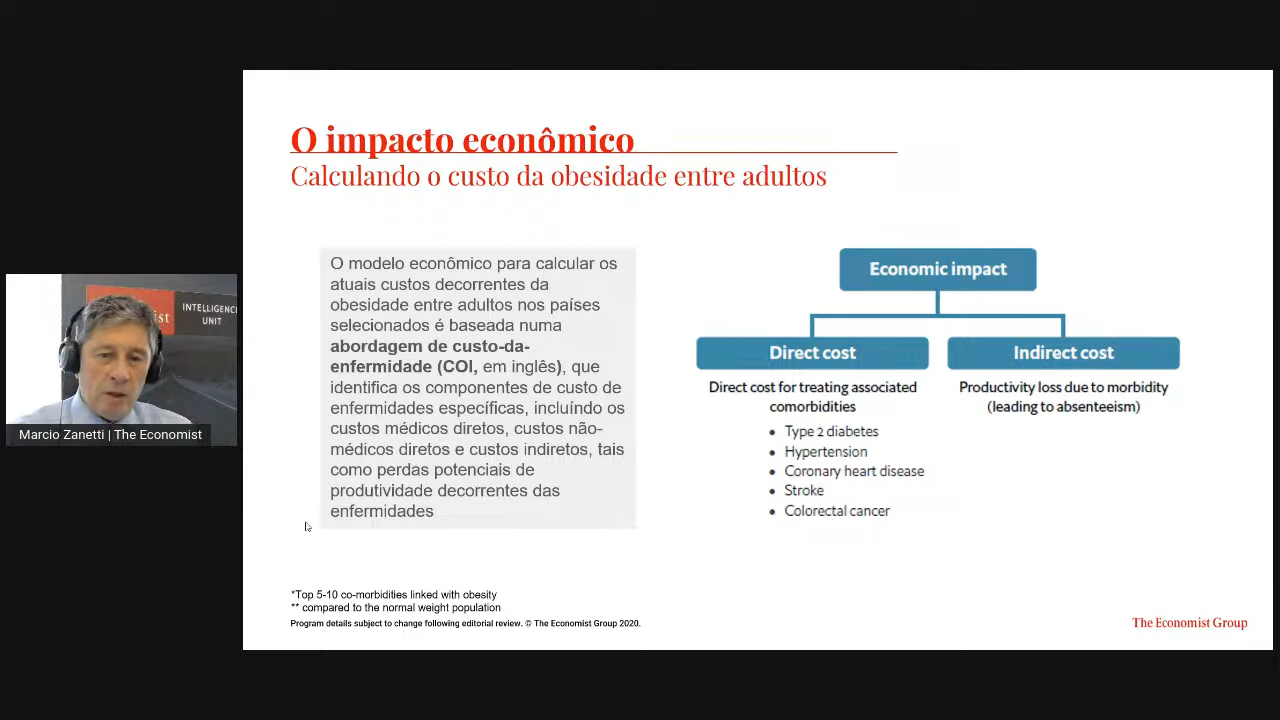 O impacto econômico
Calculando o custo da obesidade entre adultos
O modelo econômico para calcular os
atuais custos decorrentes da
obesidade entre adultos nos países
selecionados é baseada numa
abordagem de custo-da-
enfermidade (COI, em inglês), que
identifica os componentes de custo de
enfermidades específicas, incluíndo os
custos médicos diretos, custos não-
médicos diretos e custos indiretos, tais
como perdas potenciais de
produtividade decorrentes das
enfermidades
Economic impact
Direct cost
Direct cost for treating associated
comorbidities
• Type 2 diabetes
• Hypertension
• Coronary heart disease
• Stroke
• Colorectal cancer
Indirect cost
Productivity loss due to morbidity
(leading to absenteeism)
*Top 5-10 co-morbidities linked with obesity
** compared to the normal weight population
Program details subject to change following editorial review. © The Economist Group 2020.
The Economist Group
INTELLIGENCE
UNIT
Marcio Zanetti | The Economist